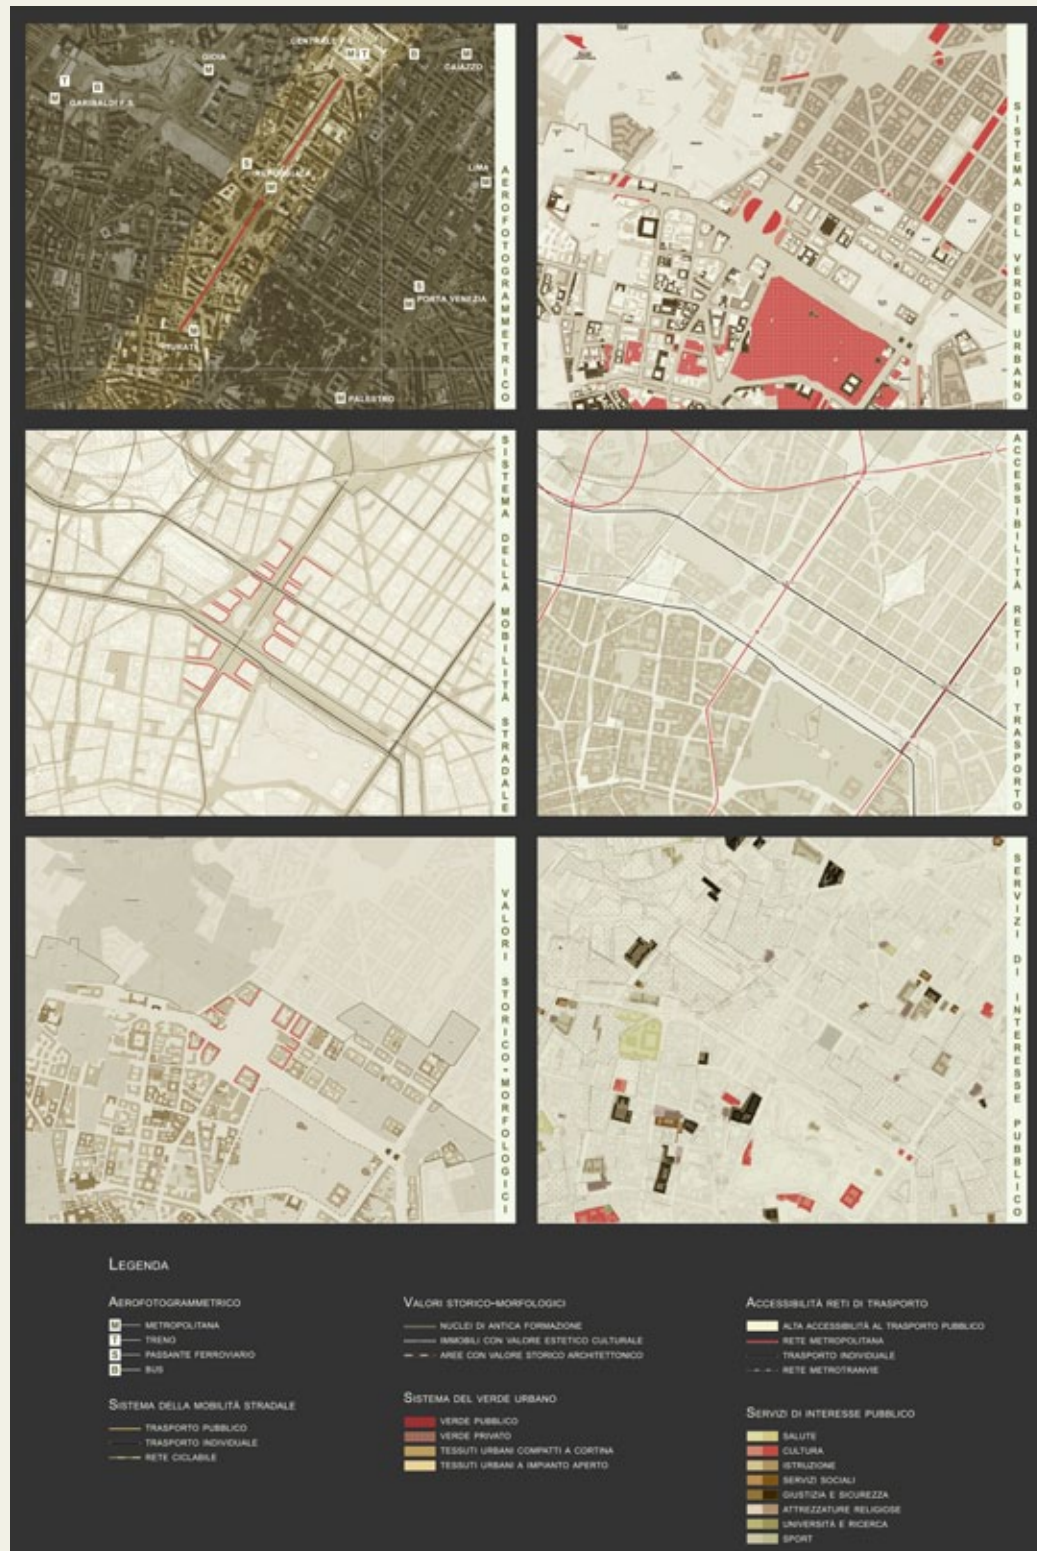 CENTRALE F.S.
M T
B
M
CAIAZZO
GIOIA
M
T
B
M
GARIBALDI F.S.
S
REPUBBLICA
M
LIMA
M
S
M PORTA VENEZIA
M
TURATI
M PALESTRO
AEROFOTOGRAMMETRICO
SISTEMA DEL VERDE URBANO
SISTEMA DELLA MOBILITÀ STRADALE
ACCESSIBILITÀ RETI DI TRASPORTO
VALORI STORICO-MORFOLOGICI
SERVIZI DI INTERESSE PUBBLICO
LEGENDA
AEROFOTOGRAMMETRICO
M METROPOLITANA
T TRENO
S PASSANTE FERROVIARIO
B BUS
SISTEMA DELLA MOBILITÀ STRADALE
TRASPORTO PUBBLICO
TRASPORTO INDIVIDUALE
RETE CICLABILE
VALORI STORICO-MORFOLOGICI
NUCLEI DI ANTICA FORMAZIONE
IMMOBILI CON VALORE ESTETICO CULTURALE
AREE CON VALORE STORICO ARCHITETTONICO
SISTEMA DEL VERDE URBANO
VERDE PUBBLICO
VERDE PRIVATO
TESSUTI URBANI COMPATTI A CORTINA
TESSUTI URBANI A IMPIANTO APERTO
ACCESSIBILITÀ RETI DI TRASPORTO
ALTA ACCESSIBILITÀ AL TRASPORTO PUBBLICO
RETE METROPOLITANA
TRASPORTO INDIVIDUALE
RETE METROTRANVIE
SERVIZI DI INTERESSE PUBBLICO
SALUTE
CULTURA
ISTRUZIONE
SERVIZI SOCIALI
GIUSTIZIA E SICUREZZA
ATTREZZATURE RELIGIOSE
UNIVERSITÀ E RICERCA
SPORT